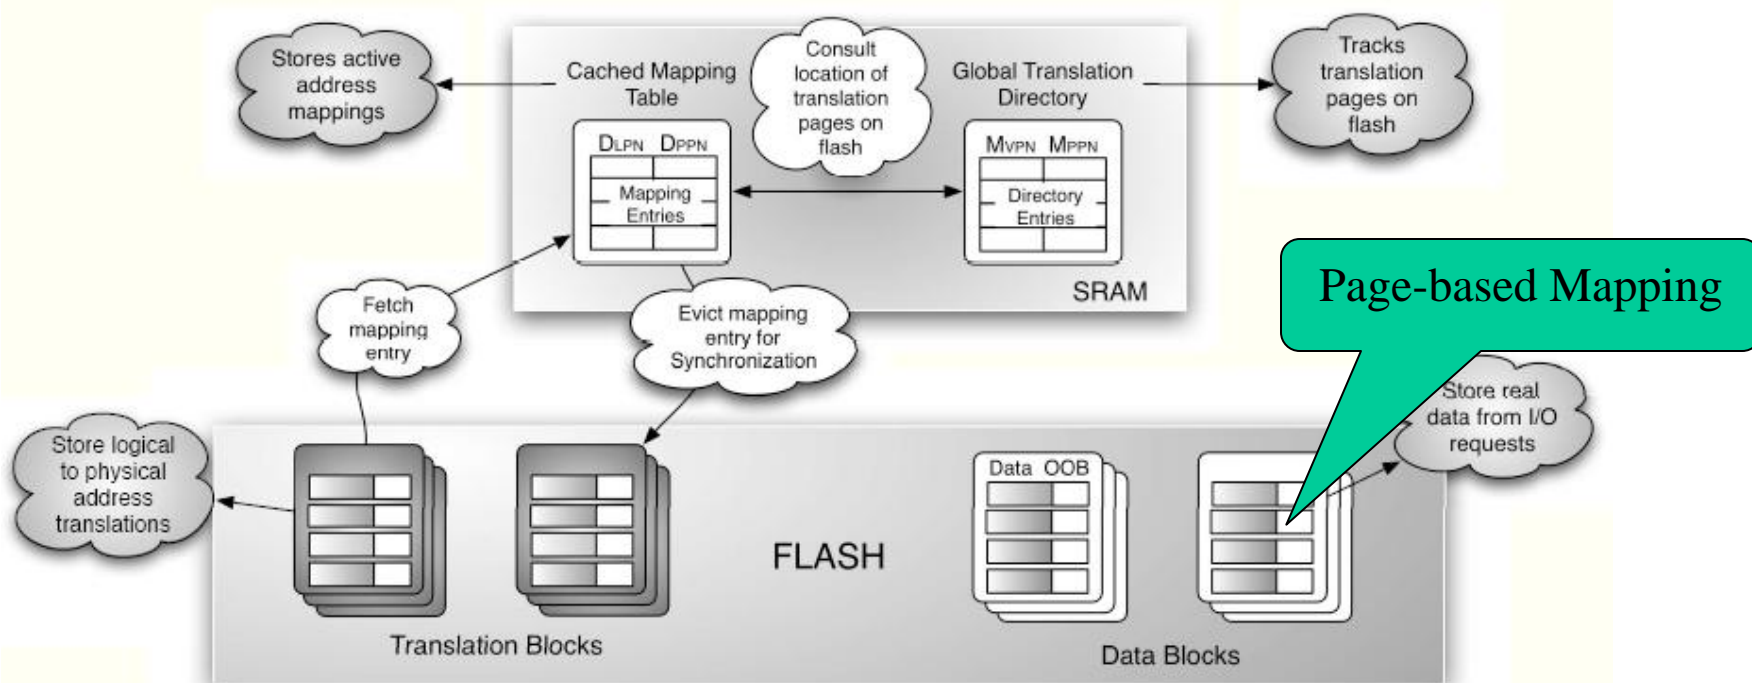 Stores active
address
mappings
Cached Mapping
Table
Consult
location of
translation
pages on
flash
Global Translation
Directory
Tracks
translation
pages on
flash
DLPN DPPN
Mapping
Entries
MVPN MPPN
Directory
Entries
SRAM
Page-based Mapping
Fetch
mapping
entry
Evict mapping
entry for
Synchronization
Store real
data from I/O
requests
Store logical
to physical
address
translations
Data OOB
FLASH
Translation Blocks
Data Blocks